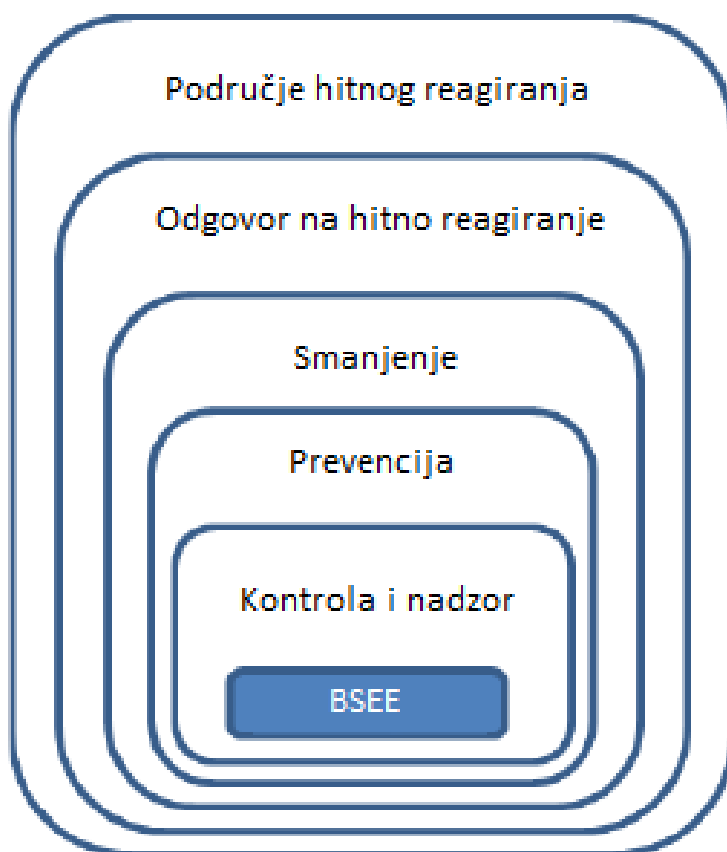 Područje hitnog reagiranja
Odgovor na hitno reagiranje
Smanjenje
Prevencija
Kontrola i nadzor
BSEE